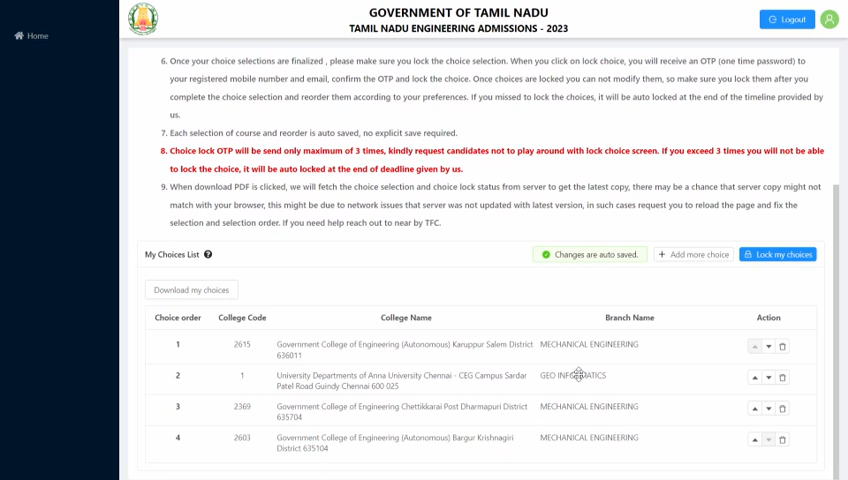 GOVERNMENT OF TAMIL NADU
TAMIL NADU ENGINEERING ADMISSIONS - 2023
Logout
Home
6. Once your choice selections are finalized , please make sure you lock the choice selection. When you click on lock choice, you will receive an OTP (one time password) to
your registered mobile number and email, confirm the OTP and lock the choice. Once choices are locked you can not modify them, so make sure you lock them after you
complete the choice selection and reorder them according to your preferences. If you missed to lock the choices, it will be auto locked at the end of the timeline provided by
us.
7. Each selection of course and reorder is auto saved, no explicit save required.
8. Choice lock OTP will be send only maximum of 3 times, kindly request candidates not to play around with lock choice screen. If you exceed 3 times you will not be able
to lock the choice, it will be auto locked at the end of deadline given by us.
9. When download PDF is clicked, we will fetch the choice selection and choice lock status from server to get the latest copy, there may be a chance that server copy might not
match with your browser, this might be due to network issues that server was not updated with latest version, in such cases request you to reload the page and fix the
selection and selection order. If you need help reach out to near by TFC.
My Choices List ? Changes are auto saved. + Add more choice Lock my choices
Download my choices
Choice order College Code College Name Branch Name Action
1 2615 Government College of Engineering (Autonomous) Karuppur Salem District MECHANICAL ENGINEERING
636011
2 1 University Departments of Anna University Chennai - CEG Campus Sardar GEO INFORMATICS
Patel Road Guindy Chennai 600 025
3 2369 Government College of Engineering Chettikkarai Post Dharmapuri District MECHANICAL ENGINEERING
635704
4 2603 Government College of Engineering (Autonomous) Bargur Krishnagiri MECHANICAL ENGINEERING
District 635104